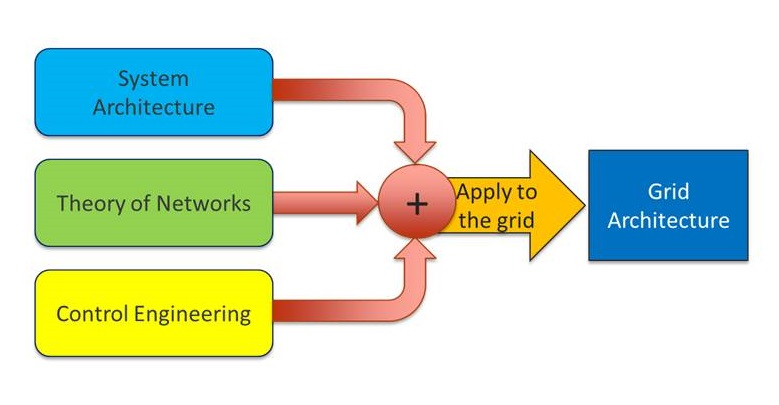 System
Architecture
Theory of Networks
Control Engineering
+
Apply to
the grid
Grid
Architecture